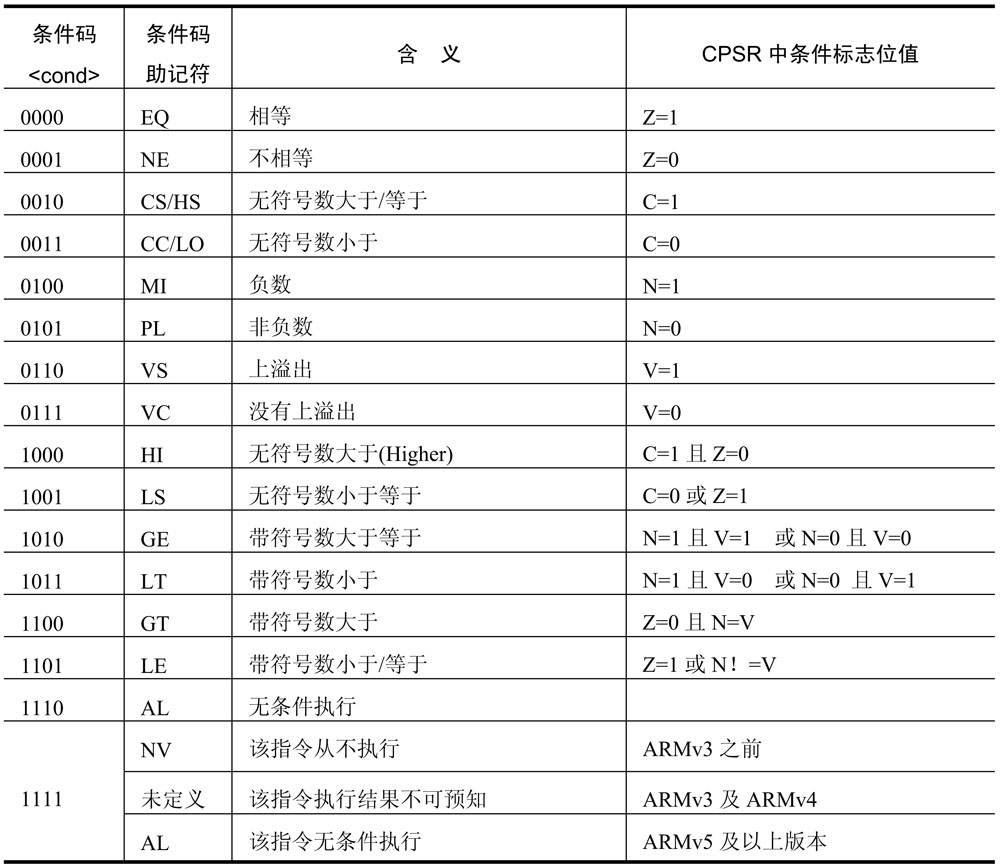 条件码 <cond> 条件码 助记符 含 义 CPSR 中条件标志位值
0000 EQ 相等 Z=1
0001 NE 不相等 Z=0
0010 CS/HS 无符号数大于/等于 C=1
0011 CC/LO 无符号数小于 C=0
0100 MI 负数 N=1
0101 PL 非负数 N=0
0110 VS 上溢出 V=1
0111 VC 没有上溢出 V=0
1000 HI 无符号数大于(Higher) C=1 且 Z=0
1001 LS 无符号数小于等于 C=0 或 Z=1
1010 GE 带符号数大于等于 N=1 且 V=1 或 N=0 且 V=0
1011 LT 带符号数小于 N=1 且 V=0 或 N=0 且 V=1
1100 GT 带符号数大于 Z=0 且 N=V
1101 LE 带符号数小于/等于 Z=1 或 N！=V
1110 AL 无条件执行
1111 NV 该指令从不执行 ARMv3 之前
未定义 该指令执行结果不可预知 ARMv3 及 ARMv4
AL 该指令无条件执行 ARMv5 及以上版本